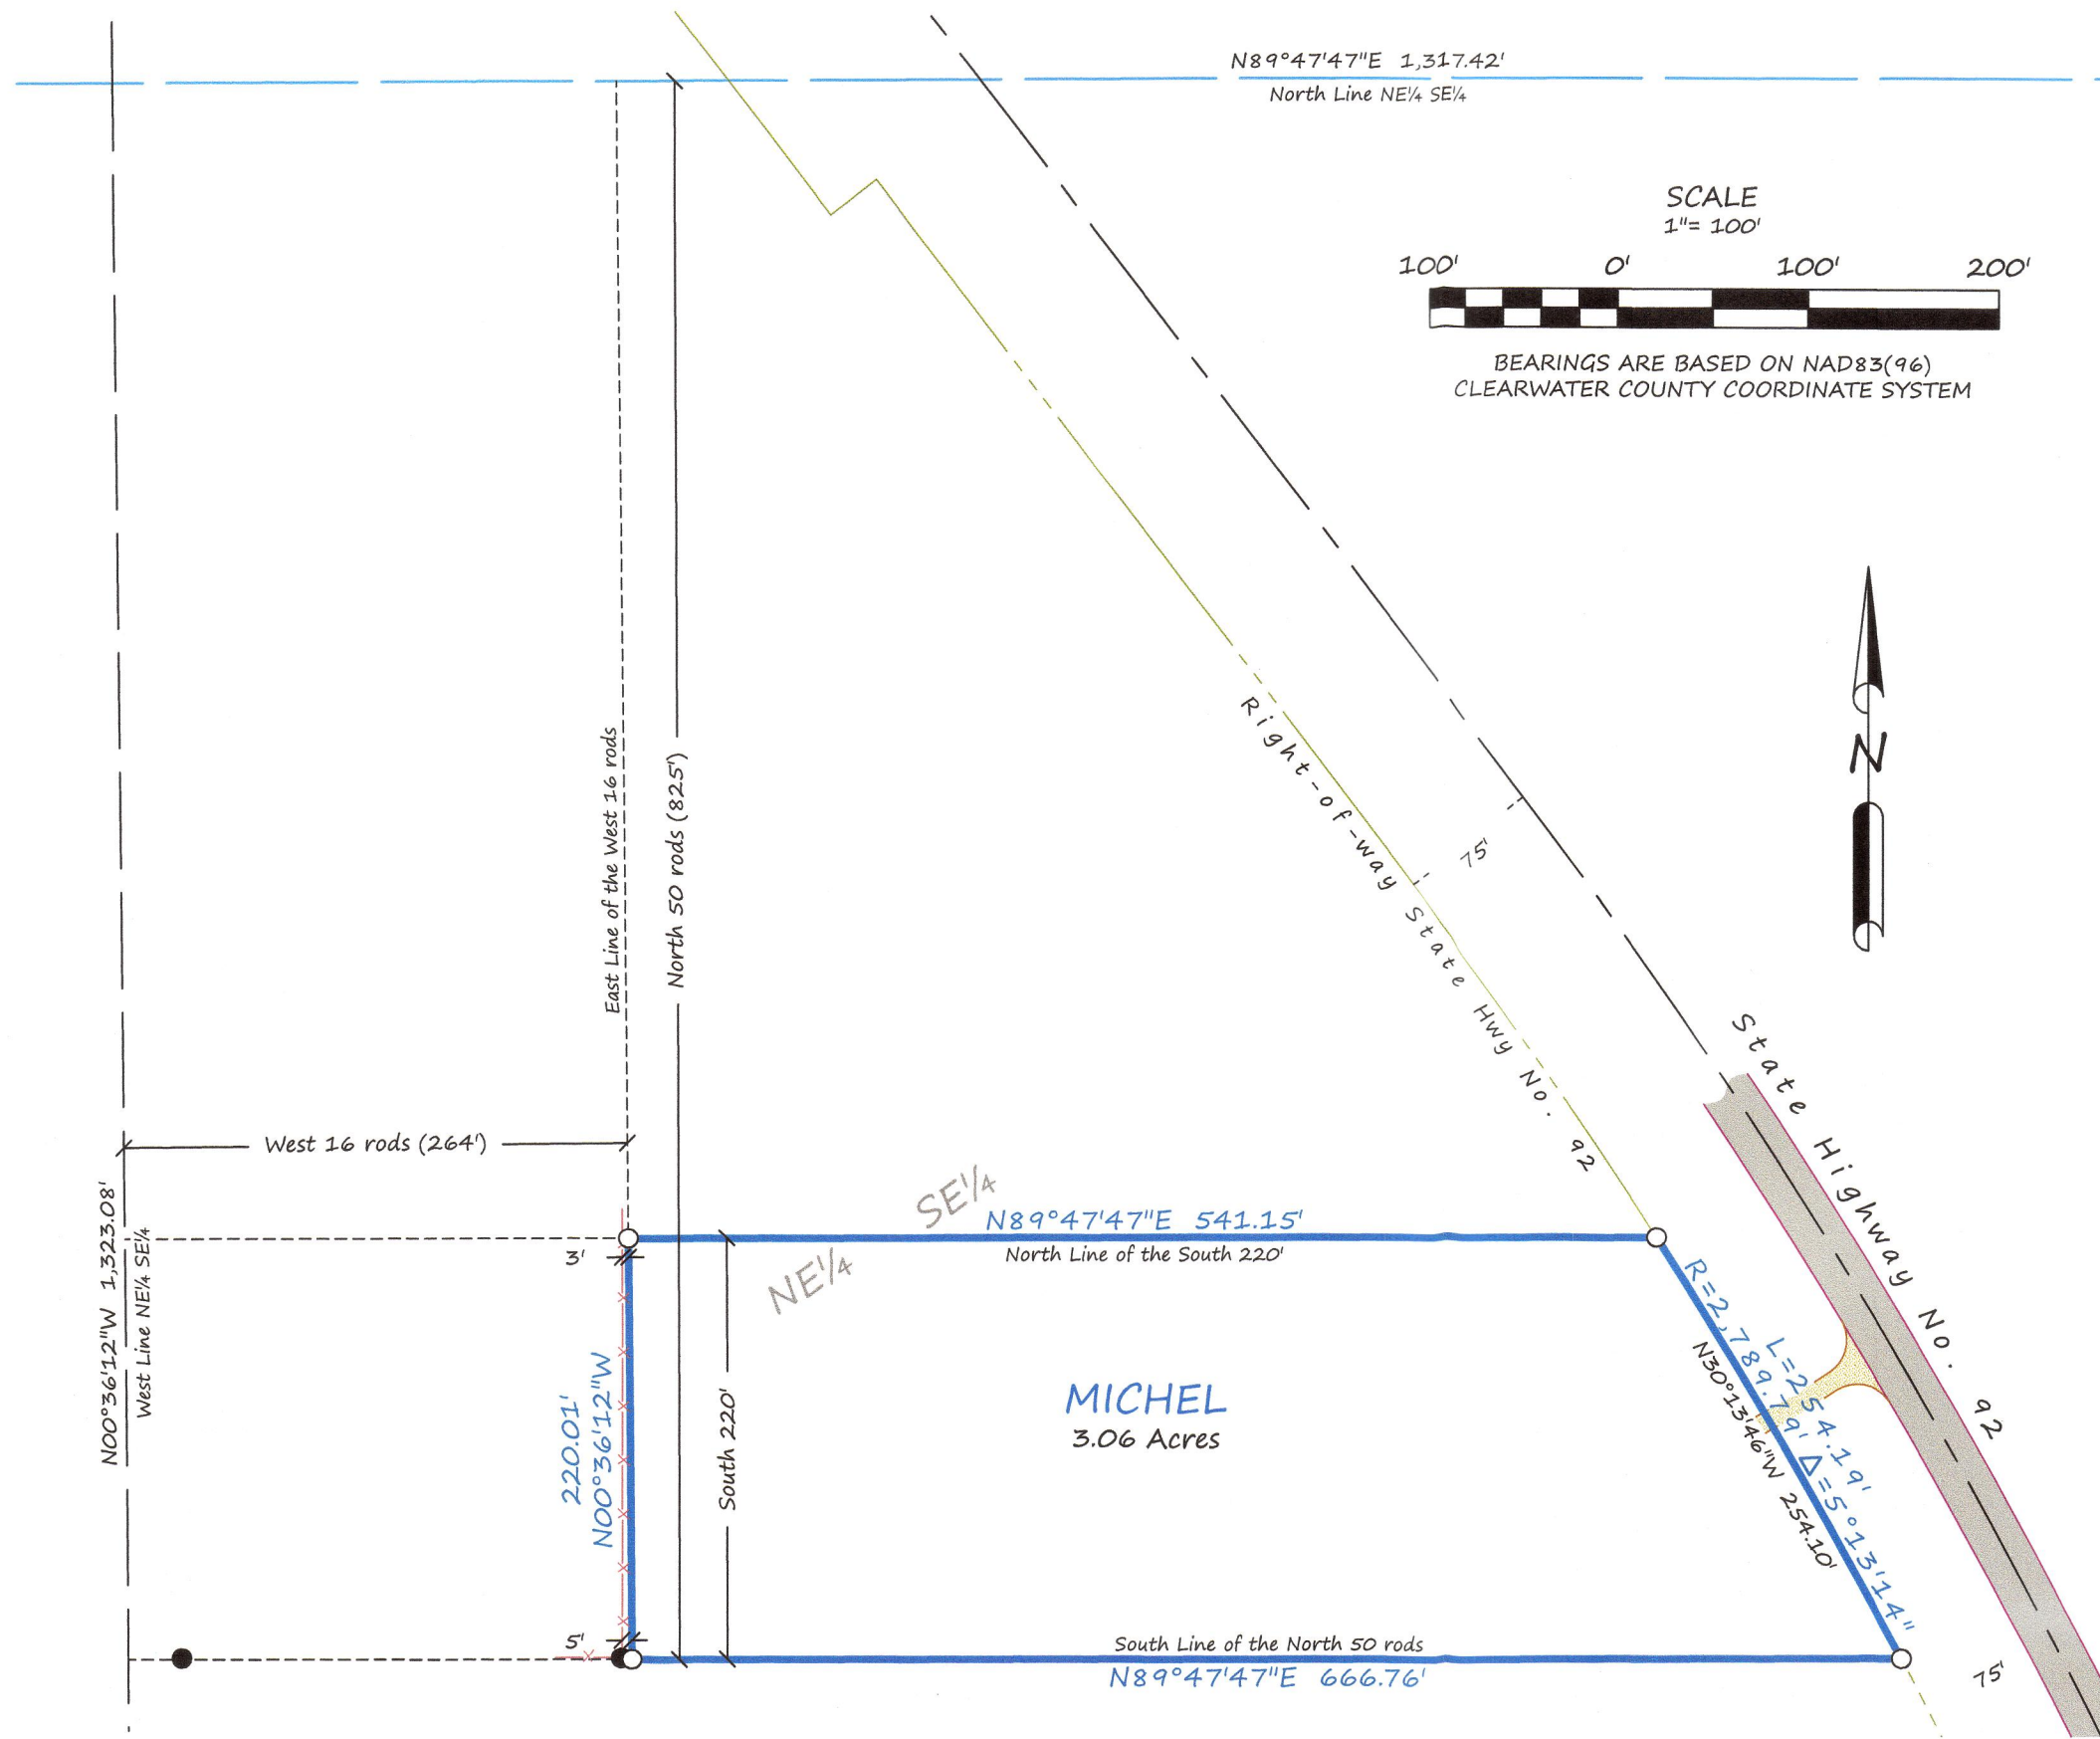 N89°47'47"E 1,317.42'
North Line NE¼ SE¼
SCALE
1"= 100'
100' 0' 100' 200'
BEARINGS ARE BASED ON NAD83(96)
CLEARWATER COUNTY COORDINATE SYSTEM
N
East Line of the West 16 rods
North 50 rods (825')
Right-of-way State Hwy No. 92
75'
State Highway No. 92
West 16 rods (264')
N00°36'12"W 1,323.08'
West Line NE¼ SE¼
SE¼
NE¼
N89°47'47"E 541.15'
North Line of the South 220'
3'
220.01'
N00°36'12"W
South 220'
MICHEL
3.06 Acres
R=2,789.79' Δ=5°13'14"
L=254.19'
N30°13'46"W 254.10'
5'
South Line of the North 50 rods
N89°47'47"E 666.76'
75'